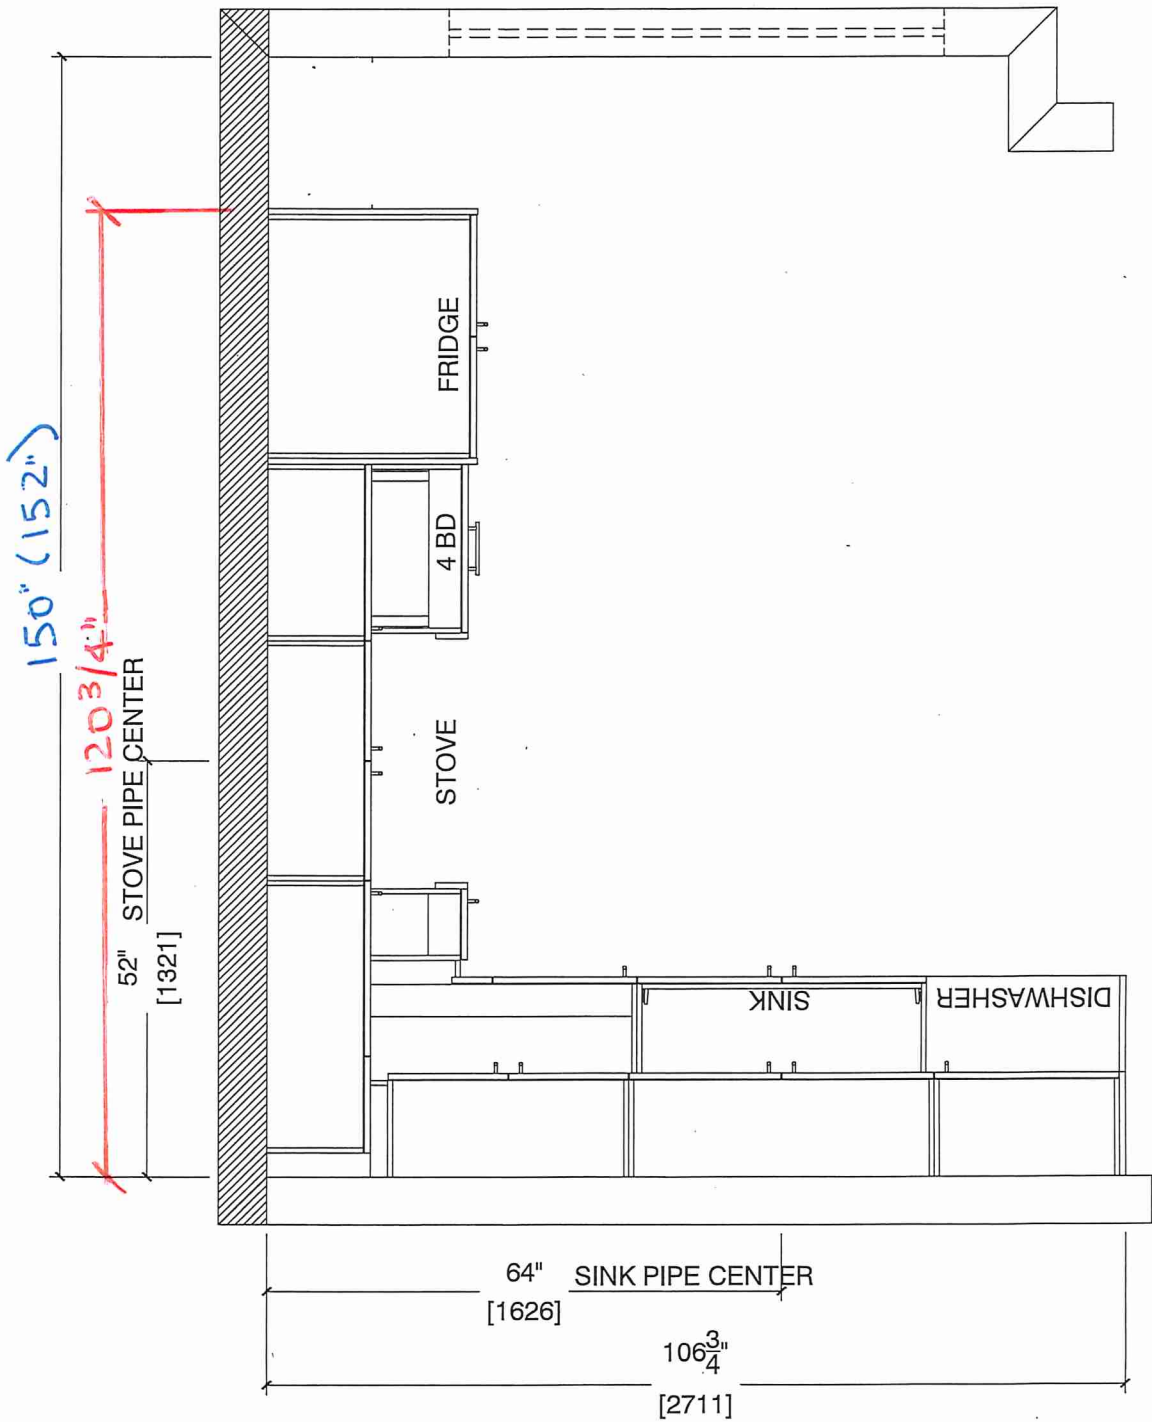 150" (152")
120 3/4"
52" STOVE PIPE CENTER
[1321]
FRIDGE
4 BD
STOVE
SINK
DISHWASHER
64" SINK PIPE CENTER
[1626]
106 3/4"
[2711]